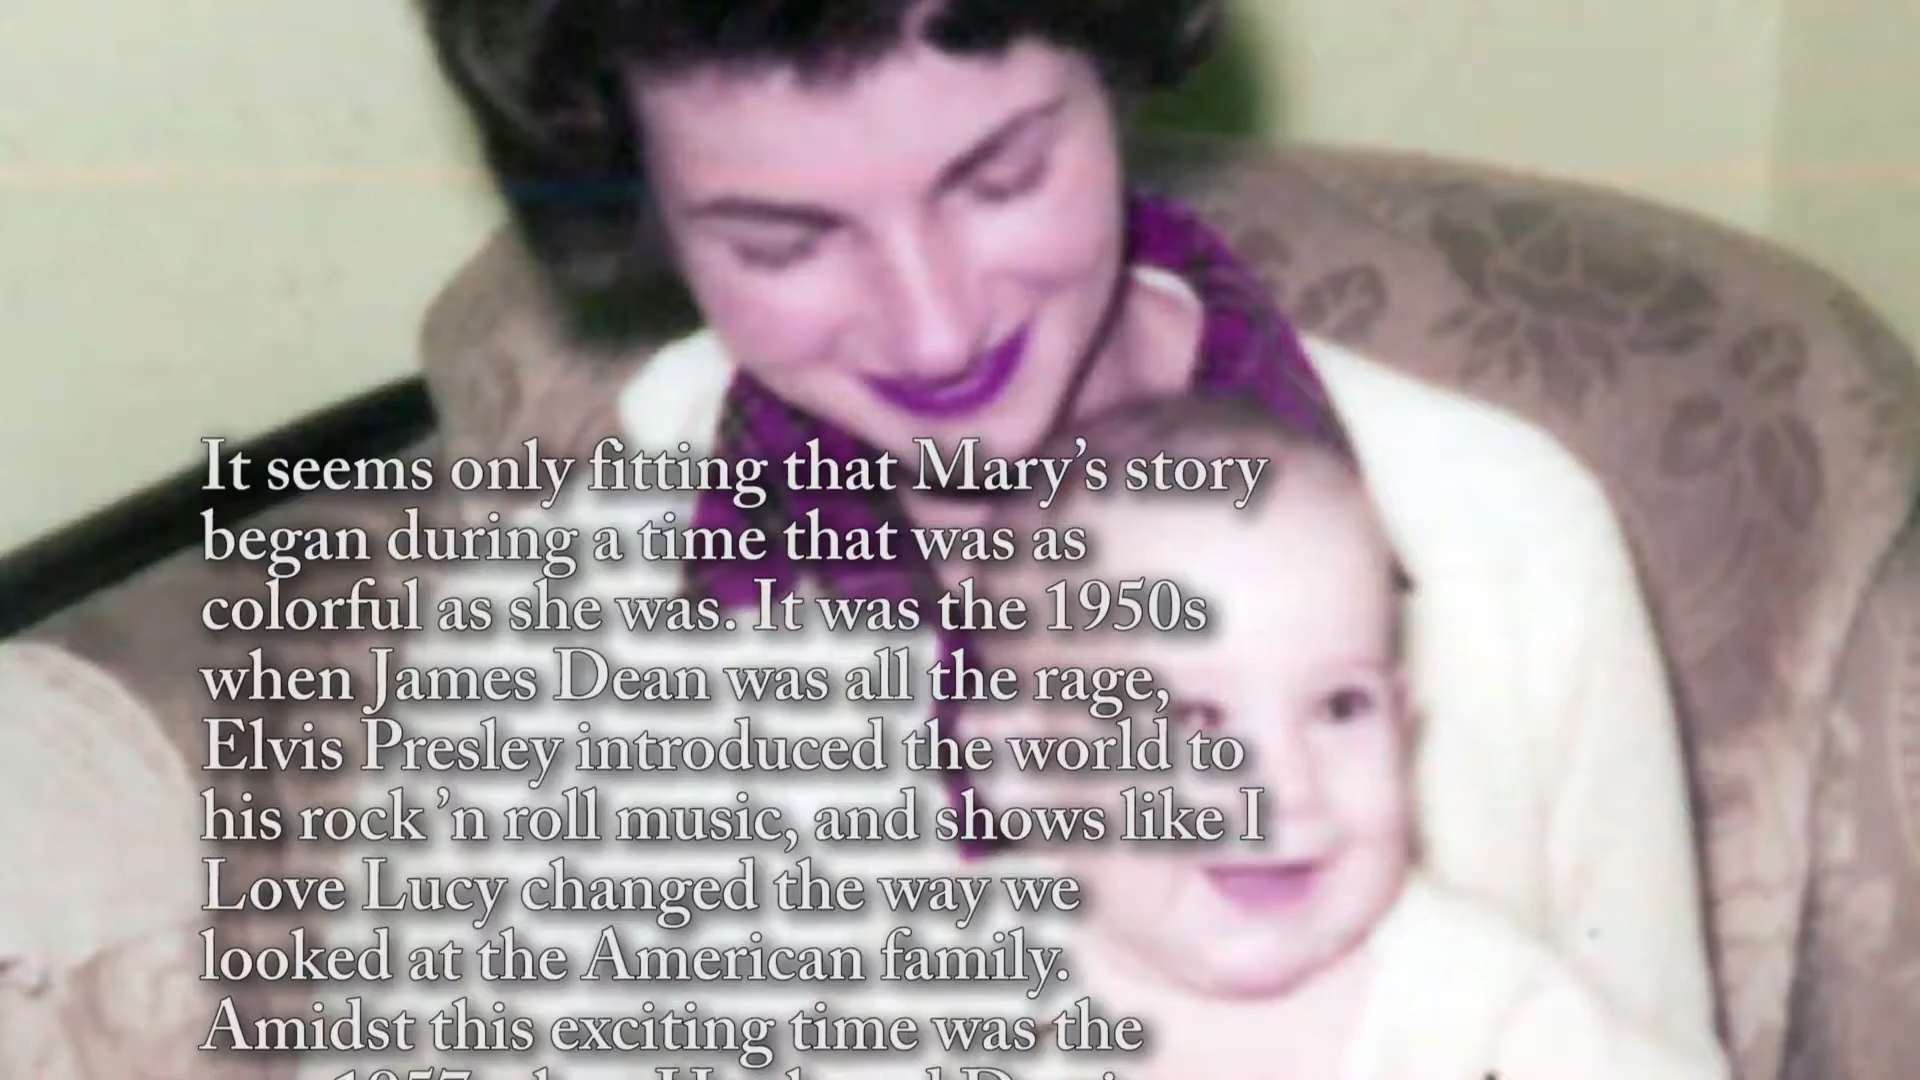 It seems only fitting that Mary’s story
began during a time that was as
colorful as she was. It was the 1950s
when James Dean was all the rage,
Elvis Presley introduced the world to
his rock ’n roll music, and shows like I
Love Lucy changed the way we
looked at the American family.
Amidst this exciting time was the
1957